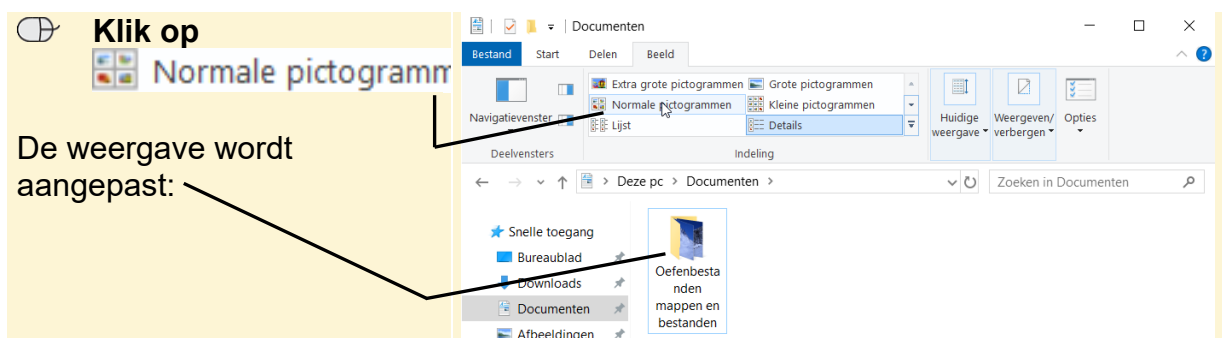 Klik op
Normale pictogramm
De weergave wordt
aangepast:
Documenten
Bestand Start Delen Beeld
Navigatievenster
Extra grote pictogrammen Grote pictogrammen
Normale pictogrammen Kleine pictogrammen
Lijst Details
Huidige
weergave
Weergeven/
verbergen
Opties
Deelvensters Indeling
Deze pc > Documenten >
Zoeken in Documenten
Snelle toegang
Bureaublad
Downloads
Documenten
Afbeeldingen
Oefenbesta
nden
mappen en
bestanden